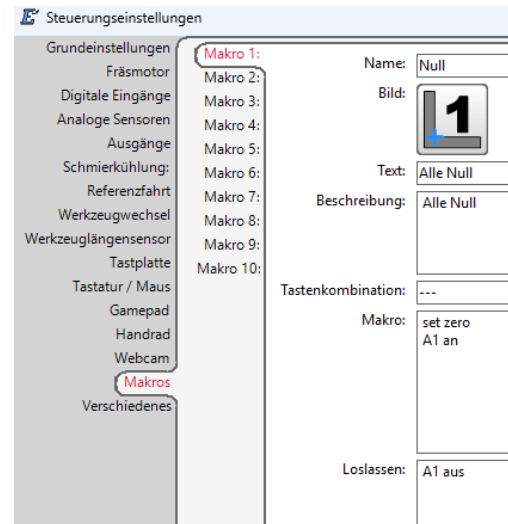 Steuerungseinstellungen
Grundeinstellungen
Fräsmotor
Digitale Eingänge
Analoge Sensoren
Ausgänge
Schmierkühlung:
Referenzfahrt
Werkzeugwechsel
Werkzeuglängensensor
Tastplatte
Tastatur / Maus
Gamepad
Handrad
Webcam
Makros
Verschiedenes
Makro 1:
Makro 2:
Makro 3:
Makro 4:
Makro 5:
Makro 6:
Makro 7:
Makro 8:
Makro 9:
Makro 10:
Name: Null
Bild: 1
Text: Alle Null
Beschreibung: Alle Null
Tastenkombination: ---
Makro: set zero
A1 an
Loslassen: A1 aus